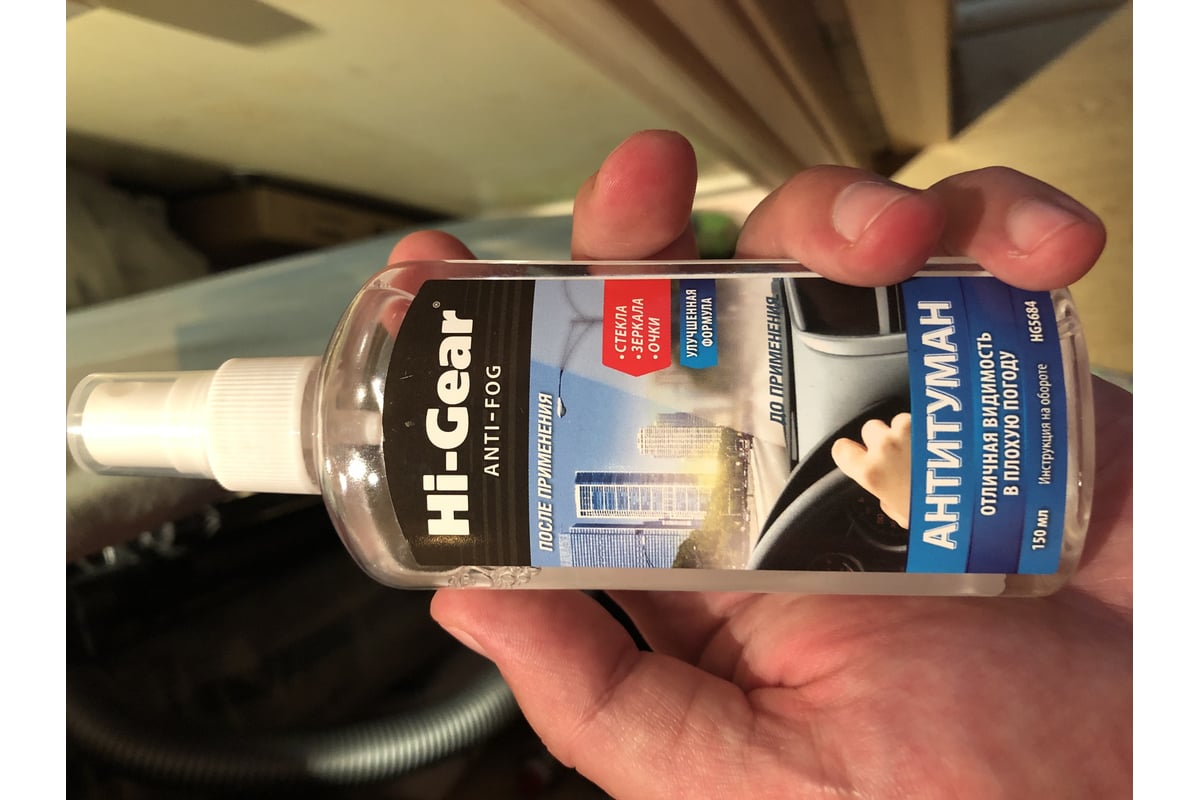 Hi-Gear®
ANTI-FOG
ПОСЛЕ ПРИМЕНЕНИЯ
•СТЕКЛА
•ЗЕРКАЛА
•ОЧКИ
УЛУЧШЕННАЯ
ФОРМУЛА
ДО ПРИМЕНЕНИЯ
АНТИТУМАН
ОТЛИЧНАЯ ВИДИМОСТЬ
В ПЛОХУЮ ПОГОДУ
150 мл Инструкция на обороте HG5684